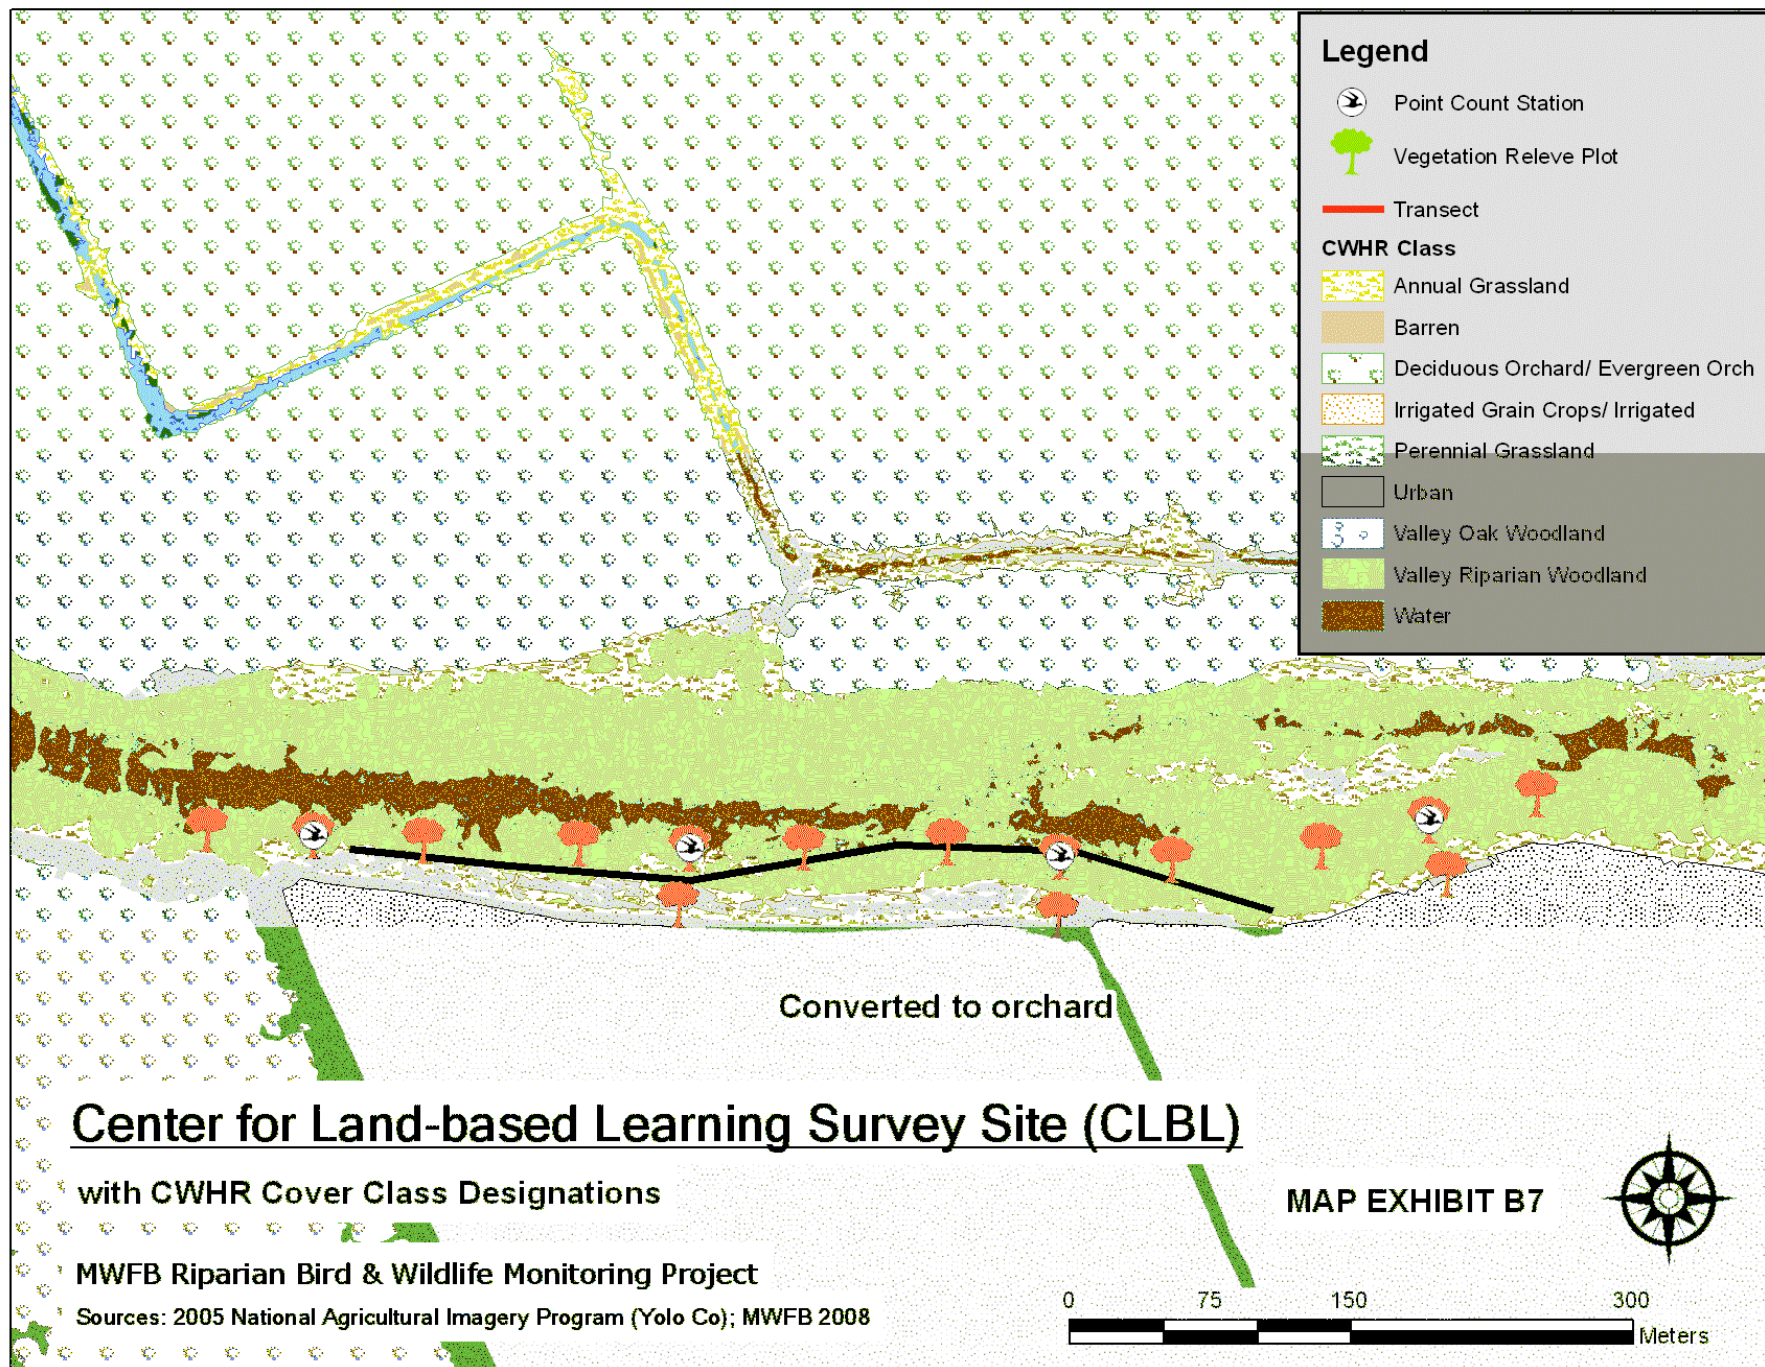 Legend
Point Count Station
Vegetation Releve Plot
Transect
CWHR Class
Annual Grassland
Barren
Deciduous Orchard/ Evergreen Orch
Irrigated Grain Crops/ Irrigated
Perennial Grassland
Urban
Valley Oak Woodland
Valley Riparian Woodland
Water
Converted to orchard
Center for Land-based Learning Survey Site (CLBL)
with CWHR Cover Class Designations
MAP EXHIBIT B7
MWFB Riparian Bird & Wildlife Monitoring Project
Sources: 2005 National Agricultural Imagery Program (Yolo Co); MWFB 2008
0 75 150 300
Meters